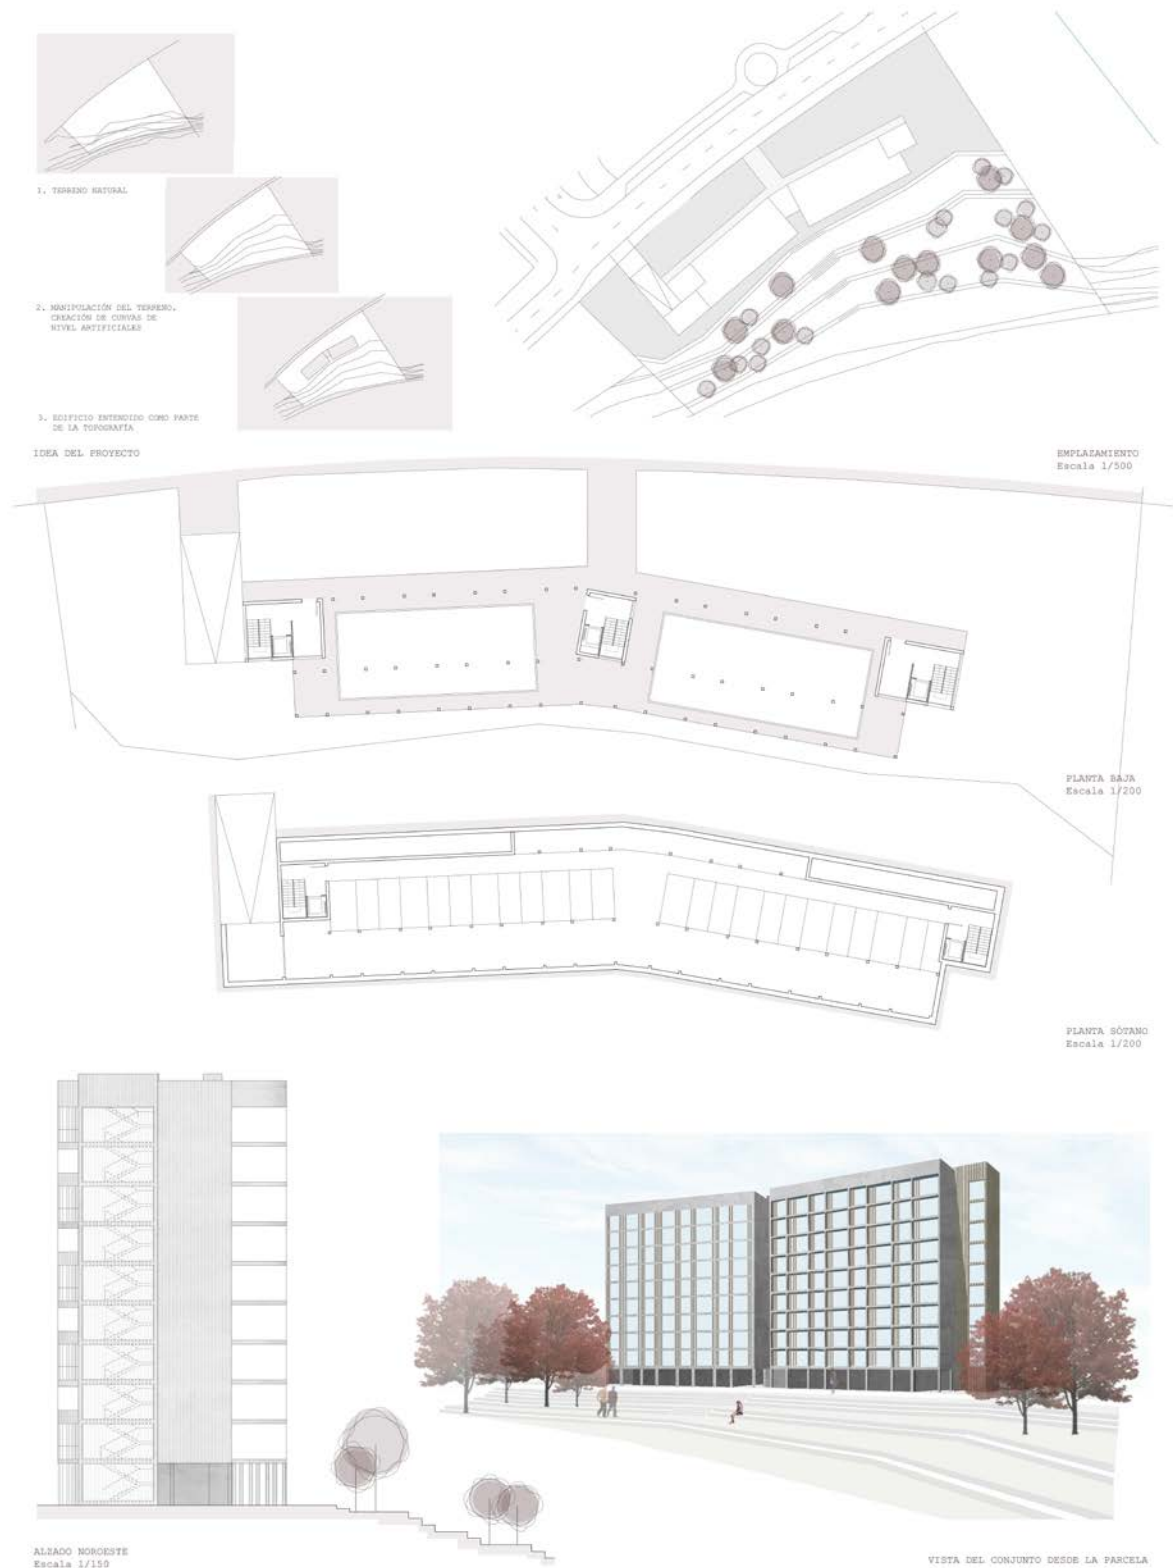 1. TERRENO NATURAL
2. MANIPULACIÓN DEL TERRENO.
CREACIÓN DE CURVAS DE
NIVEL ARTIFICIALES
3. EDIFICIO ENTENDIDO COMO PARTE
DE LA TOPOGRAFÍA
IDEA DEL PROYECTO
EMPLAZAMIENTO
Escala 1/500
PLANTA BAJA
Escala 1/200
PLANTA SÓTANO
Escala 1/200
ALZADO NOROESTE
Escala 1/150
VISTA DEL CONJUNTO DESDE LA PARCELA